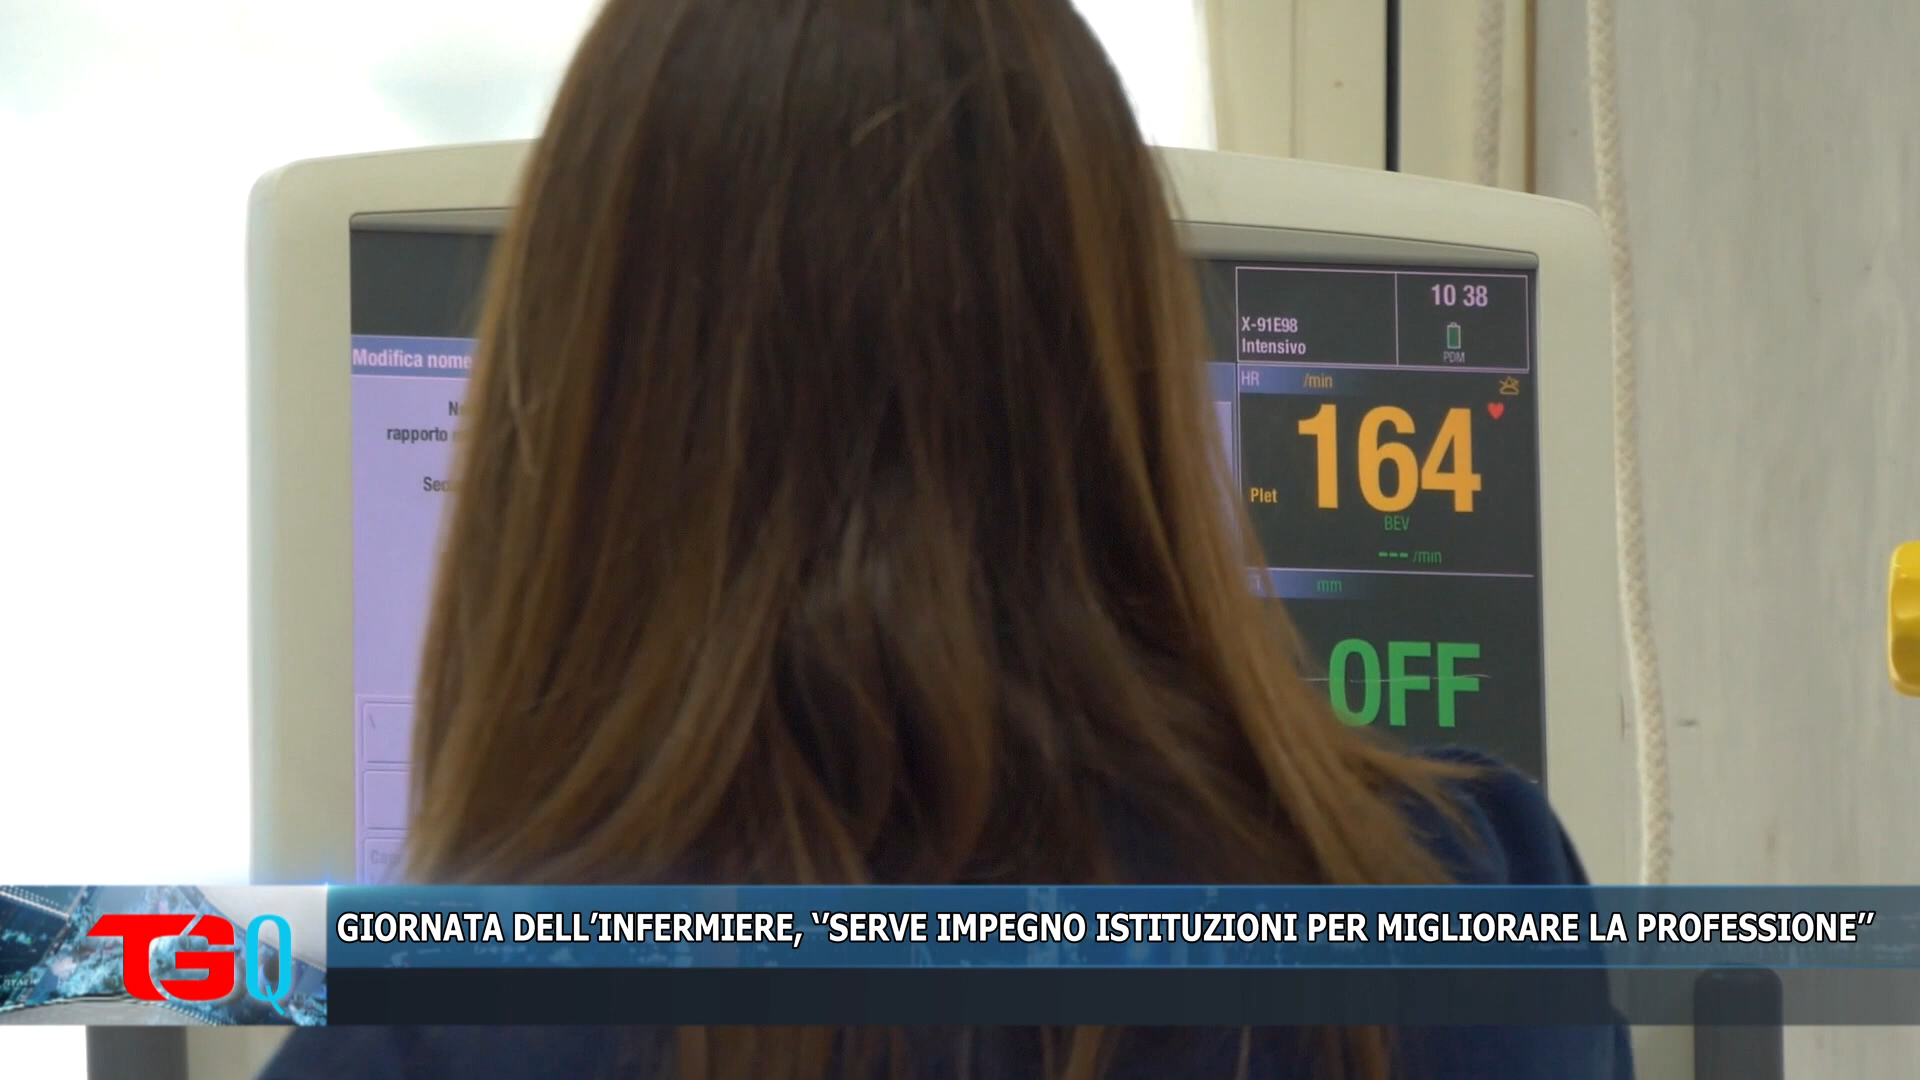 10 38
X-91E98
Intensivo
PDM
Modifica nome
HR /min
164
rapporto
Plet
BEV
--- /min
mm
OFF
TGQ
GIORNATA DELL’INFERMIERE, ‘’SERVE IMPEGNO ISTITUZIONI PER MIGLIORARE LA PROFESSIONE’’